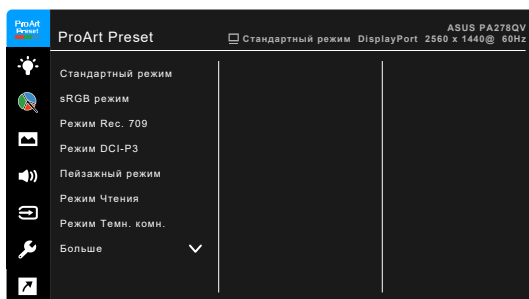 ProArt
Preset
ProArt Preset
ASUS PA278QV
Стандартный режим DisplayPort 2560 x 1440@ 60Hz
Стандартный режим
sRGB режим
Режим Rec. 709
Режим DCI-P3
Пейзажный режим
Режим Чтения
Режим Темн. комн.
Больше